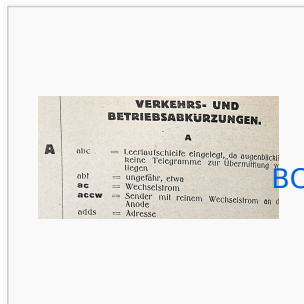 VERKEHRS- UND
BETRIEBSABKÜRZUNGEN.
A
A
abc = Leerlaufschleife eingelegt, da augenblickli
keine Telegramme zur Übermittlung
liegen
abt = ungefähr, etwa
ac = Wechselstrom
accw = Sender mit reinem Wechselstrom an d
Anode
adds = Adresse
BC